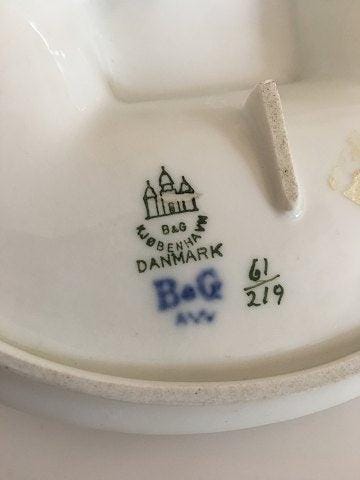 B&G
KJØBENHAVN
DANMARK
B&G
61
219